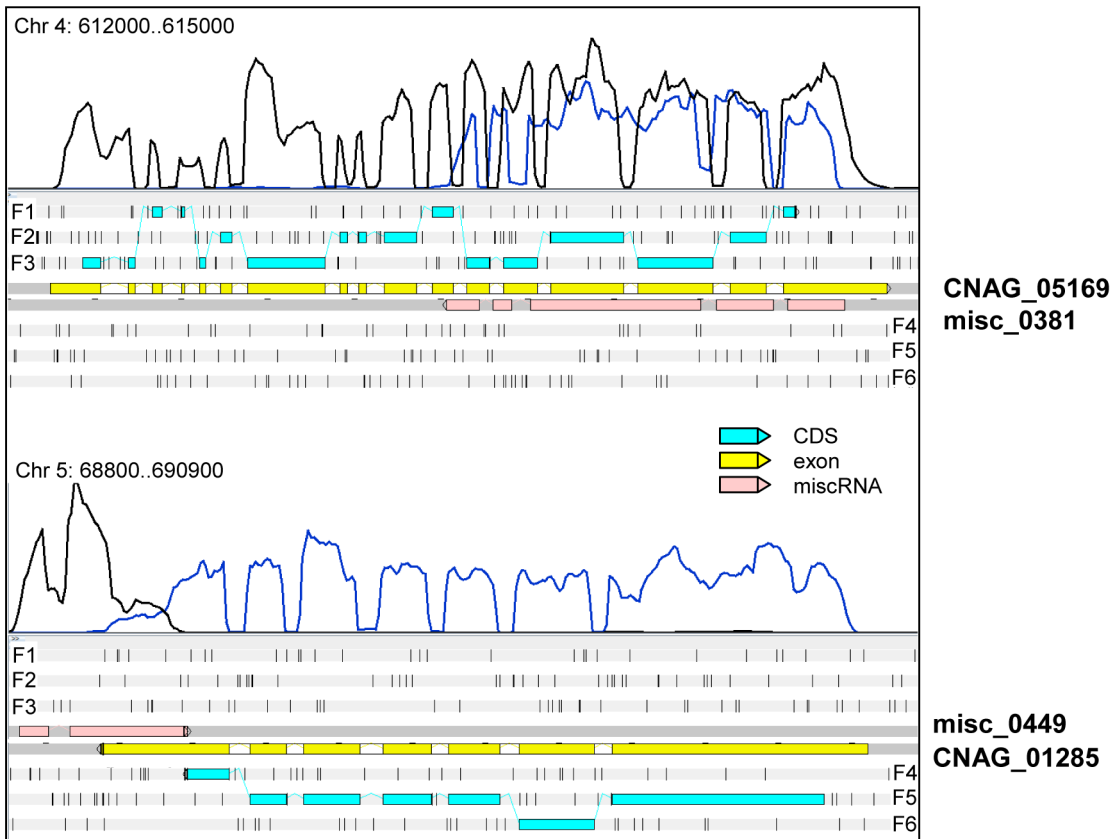 Chr 4: 612000..615000
F1
F2
F3
CNAG_05169
misc_0381
F4
F5
F6
CDS
exon
miscRNA
Chr 5: 68800..690900
F1
F2
F3
misc_0449
CNAG_01285
F4
F5
F6